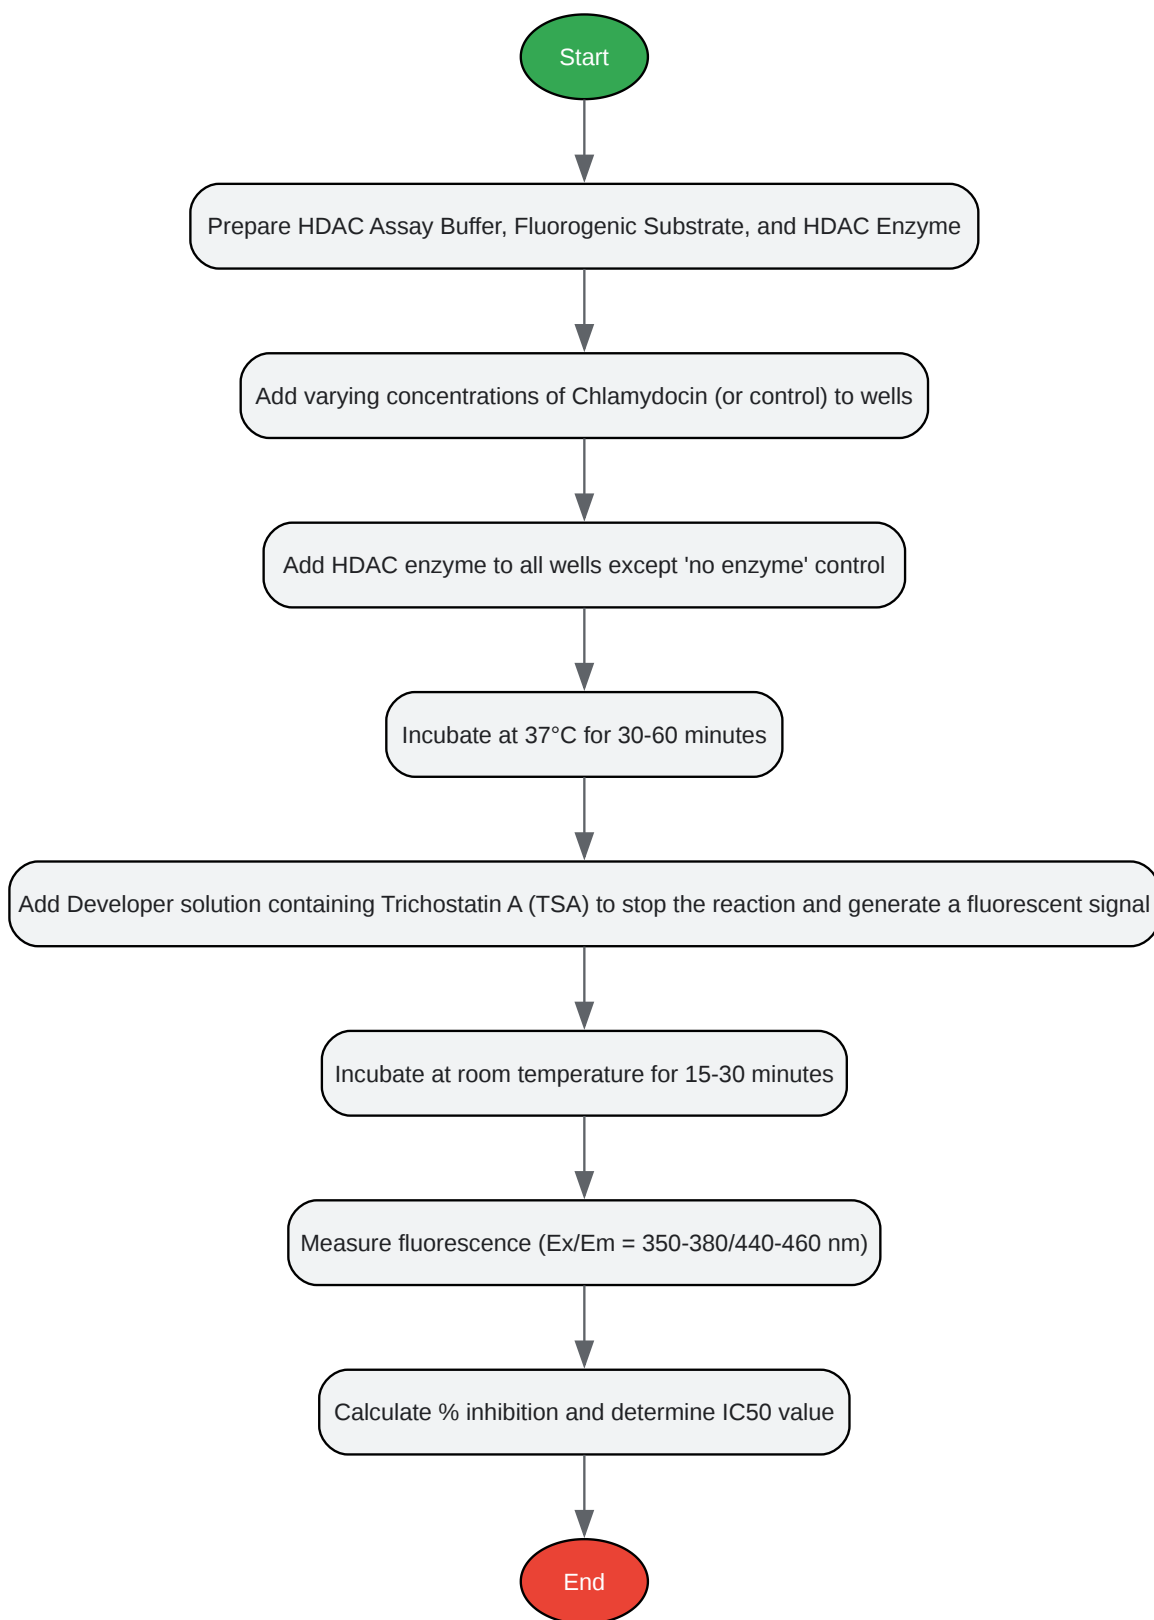 Start
Prepare HDAC Assay Buffer, Fluorogenic Substrate, and HDAC Enzyme
Add varying concentrations of Chlamydocin (or control) to wells
Add HDAC enzyme to all wells except 'no enzyme' control
Incubate at 37°C for 30-60 minutes
Add Developer solution containing Trichostatin A (TSA) to stop the reaction and generate a fluorescent signal
Incubate at room temperature for 15-30 minutes
Measure fluorescence (Ex/Em = 350-380/440-460 nm)
Calculate % inhibition and determine IC50 value
End